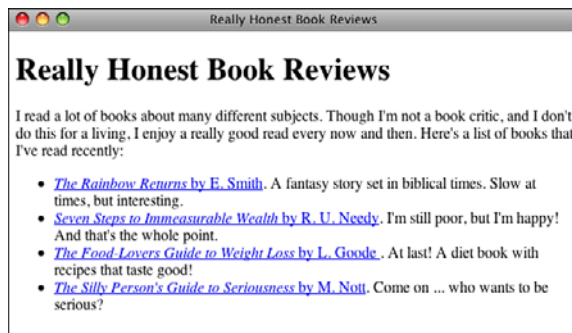 Really Honest Book Reviews
Really Honest Book Reviews
I read a lot of books about many different subjects. Though I'm not a book critic, and I don't
do this for a living, I enjoy a really good read every now and then. Here's a list of books that
I've read recently:
• The Rainbow Returns by E. Smith. A fantasy story set in biblical times. Slow at
times, but interesting.
• Seven Steps to Immeasurable Wealth by R. U. Needy. I'm still poor, but I'm happy!
And that's the whole point.
• The Food-Lovers Guide to Weight Loss by L. Goode . At last! A diet book with
recipes that taste good!
• The Silly Person's Guide to Seriousness by M. Nott. Come on ... who wants to be
serious?